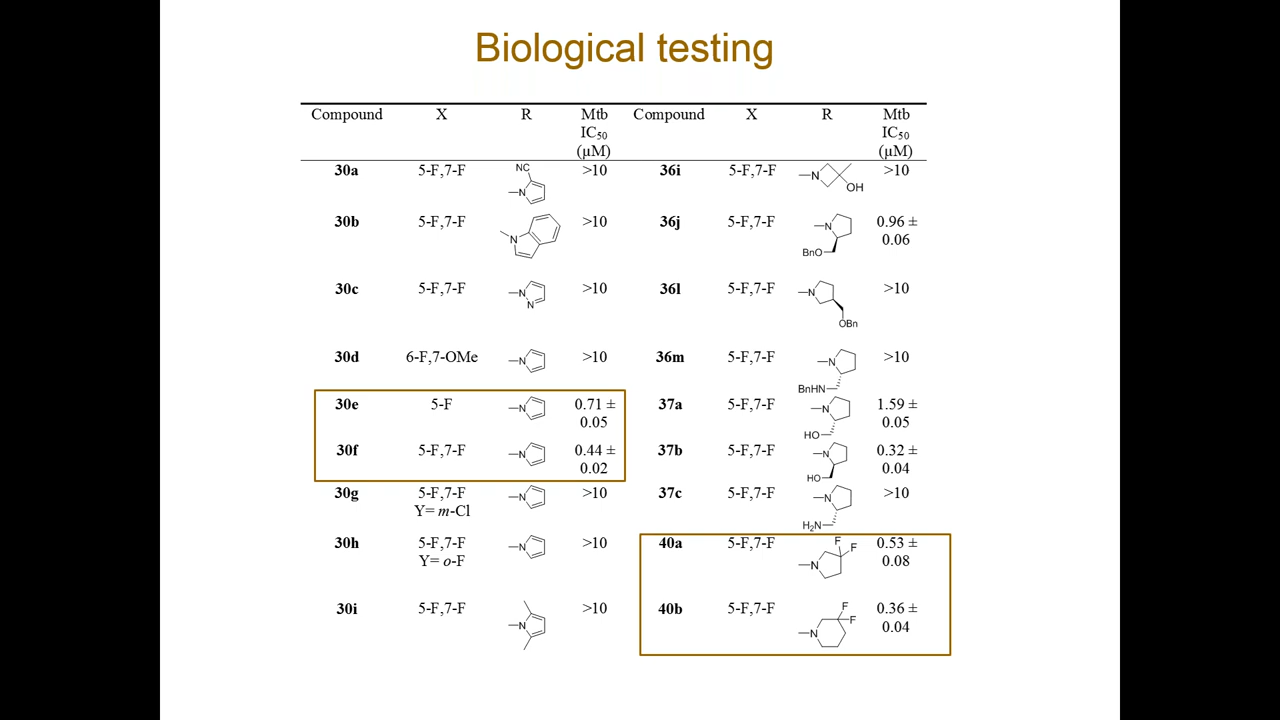 Biological testing
Compound X R Mtb IC50 (µM) Compound X R Mtb IC50 (µM)
30a 5-F,7-F NC N >10 36i 5-F,7-F N OH >10
30b 5-F,7-F N >10 36j 5-F,7-F N BnO 0.96 ± 0.06
30c 5-F,7-F N N >10 36l 5-F,7-F N OBn >10
30d 6-F,7-OMe N >10 36m 5-F,7-F N BnHN >10
30e 5-F N 0.71 ± 0.05 37a 5-F,7-F N HO 1.59 ± 0.05
30f 5-F,7-F N 0.44 ± 0.02 37b 5-F,7-F N HO 0.32 ± 0.04
30g 5-F,7-F Y= m-Cl N >10 37c 5-F,7-F N H2N >10
30h 5-F,7-F Y= o-F N >10 40a 5-F,7-F F F N 0.53 ± 0.08
30i 5-F,7-F N >10 40b 5-F,7-F F F N 0.36 ± 0.04